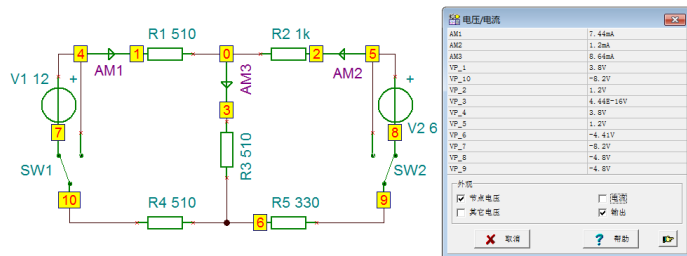 R1 510
R2 1k
4
1
0
2
5
AM1
AM3
AM2
V1 12
+
+
3
7
8
V2 6
R3 510
SW1
SW2
10
R4 510
6
R5 330
9
电压/电流
AM1 7.44mA
AM2 1.2mA
AM3 8.64mA
VP_1 3.8V
VP_10 -8.2V
VP_2 1.2V
VP_3 4.44E-16V
VP_4 3.8V
VP_5 1.2V
VP_6 -4.41V
VP_7 -8.2V
VP_8 -4.8V
VP_9 -4.8V
外观
节点电压 电流
其它电压 输出
取消 ? 帮助